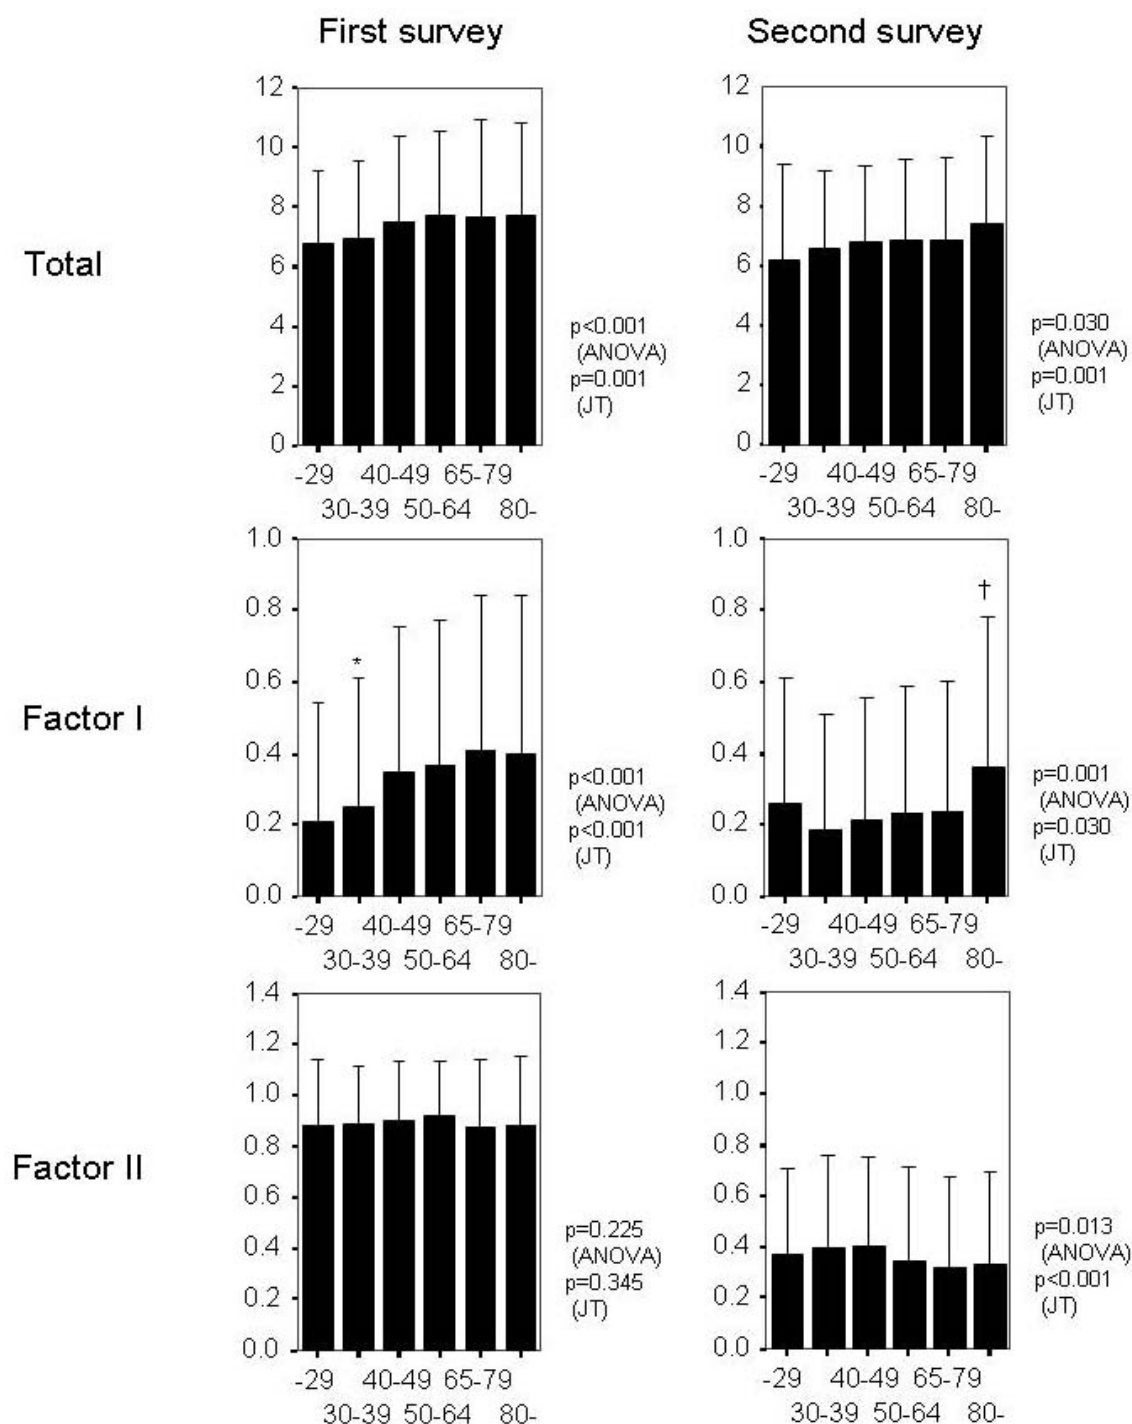 First survey
Second survey
Total
12
10
8
6
4
2
0
-29 40-49 65-79
30-39 50-64 80-
p<0.001
(ANOVA)
p=0.001
(JT)
12
10
8
6
4
2
0
-29 40-49 65-79
30-39 50-64 80-
p=0.030
(ANOVA)
p=0.001
(JT)
Factor I
1.0
0.8
0.6
0.4
0.2
0.0
*
-29 40-49 65-79
30-39 50-64 80-
p<0.001
(ANOVA)
p<0.001
(JT)
1.0
0.8
0.6
0.4
0.2
0.0
†
-29 40-49 65-79
30-39 50-64 80-
p=0.001
(ANOVA)
p=0.030
(JT)
Factor II
1.4
1.2
1.0
0.8
0.6
0.4
0.2
0.0
-29 40-49 65-79
30-39 50-64 80-
p=0.225
(ANOVA)
p=0.345
(JT)
1.4
1.2
1.0
0.8
0.6
0.4
0.2
0.0
-29 40-49 65-79
30-39 50-64 80-
p=0.013
(ANOVA)
p<0.001
(JT)